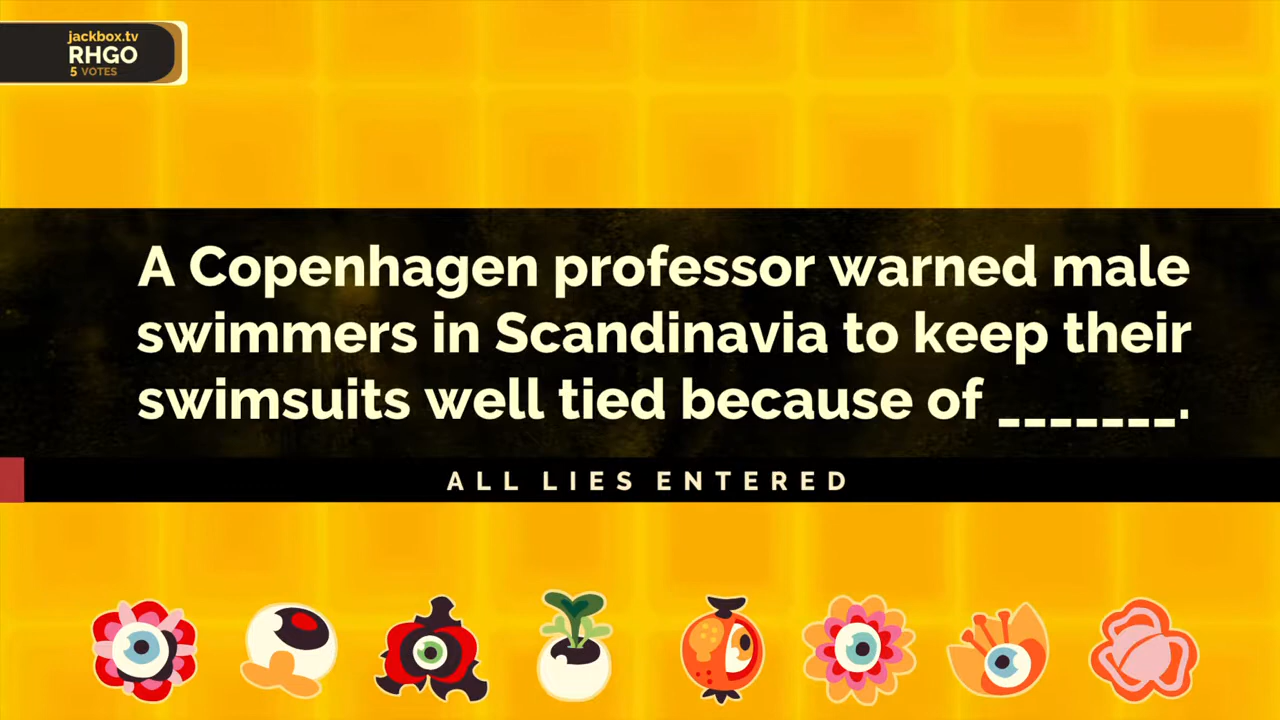 jackbox.tv
RHGO
5 VOTES
A Copenhagen professor warned male
swimmers in Scandinavia to keep their
swimsuits well tied because of _______.
ALL LIES ENTERED